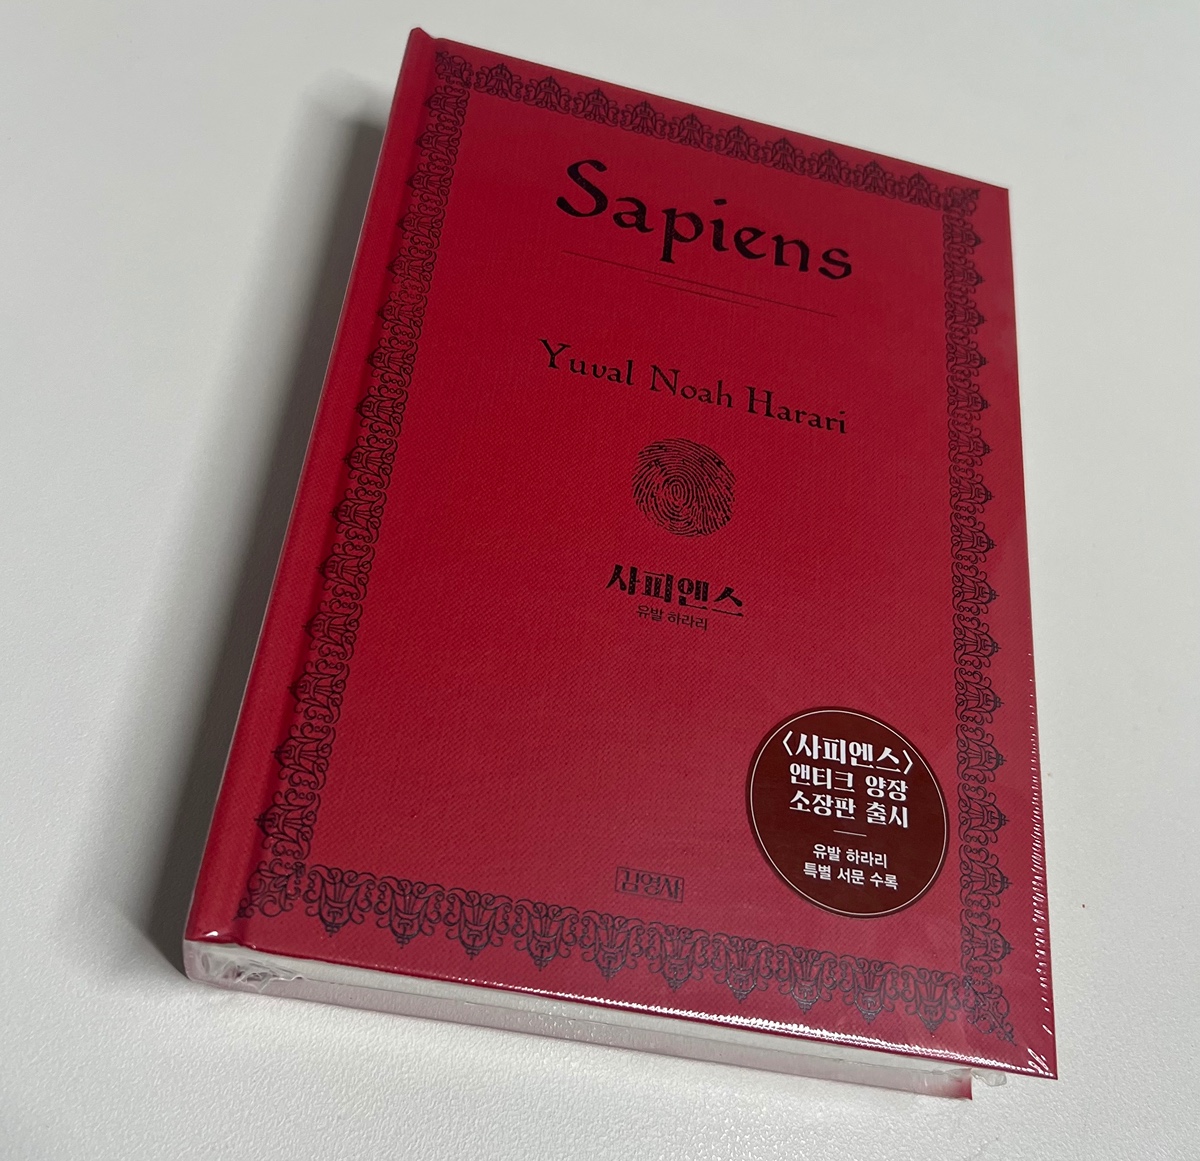 Sapiens
Yuval Noah Harari
사피엔스
유발 하라리
〈사피엔스〉
앤티크 양장
소장판 출시
유발 하라리
특별 서문 수록
김영사